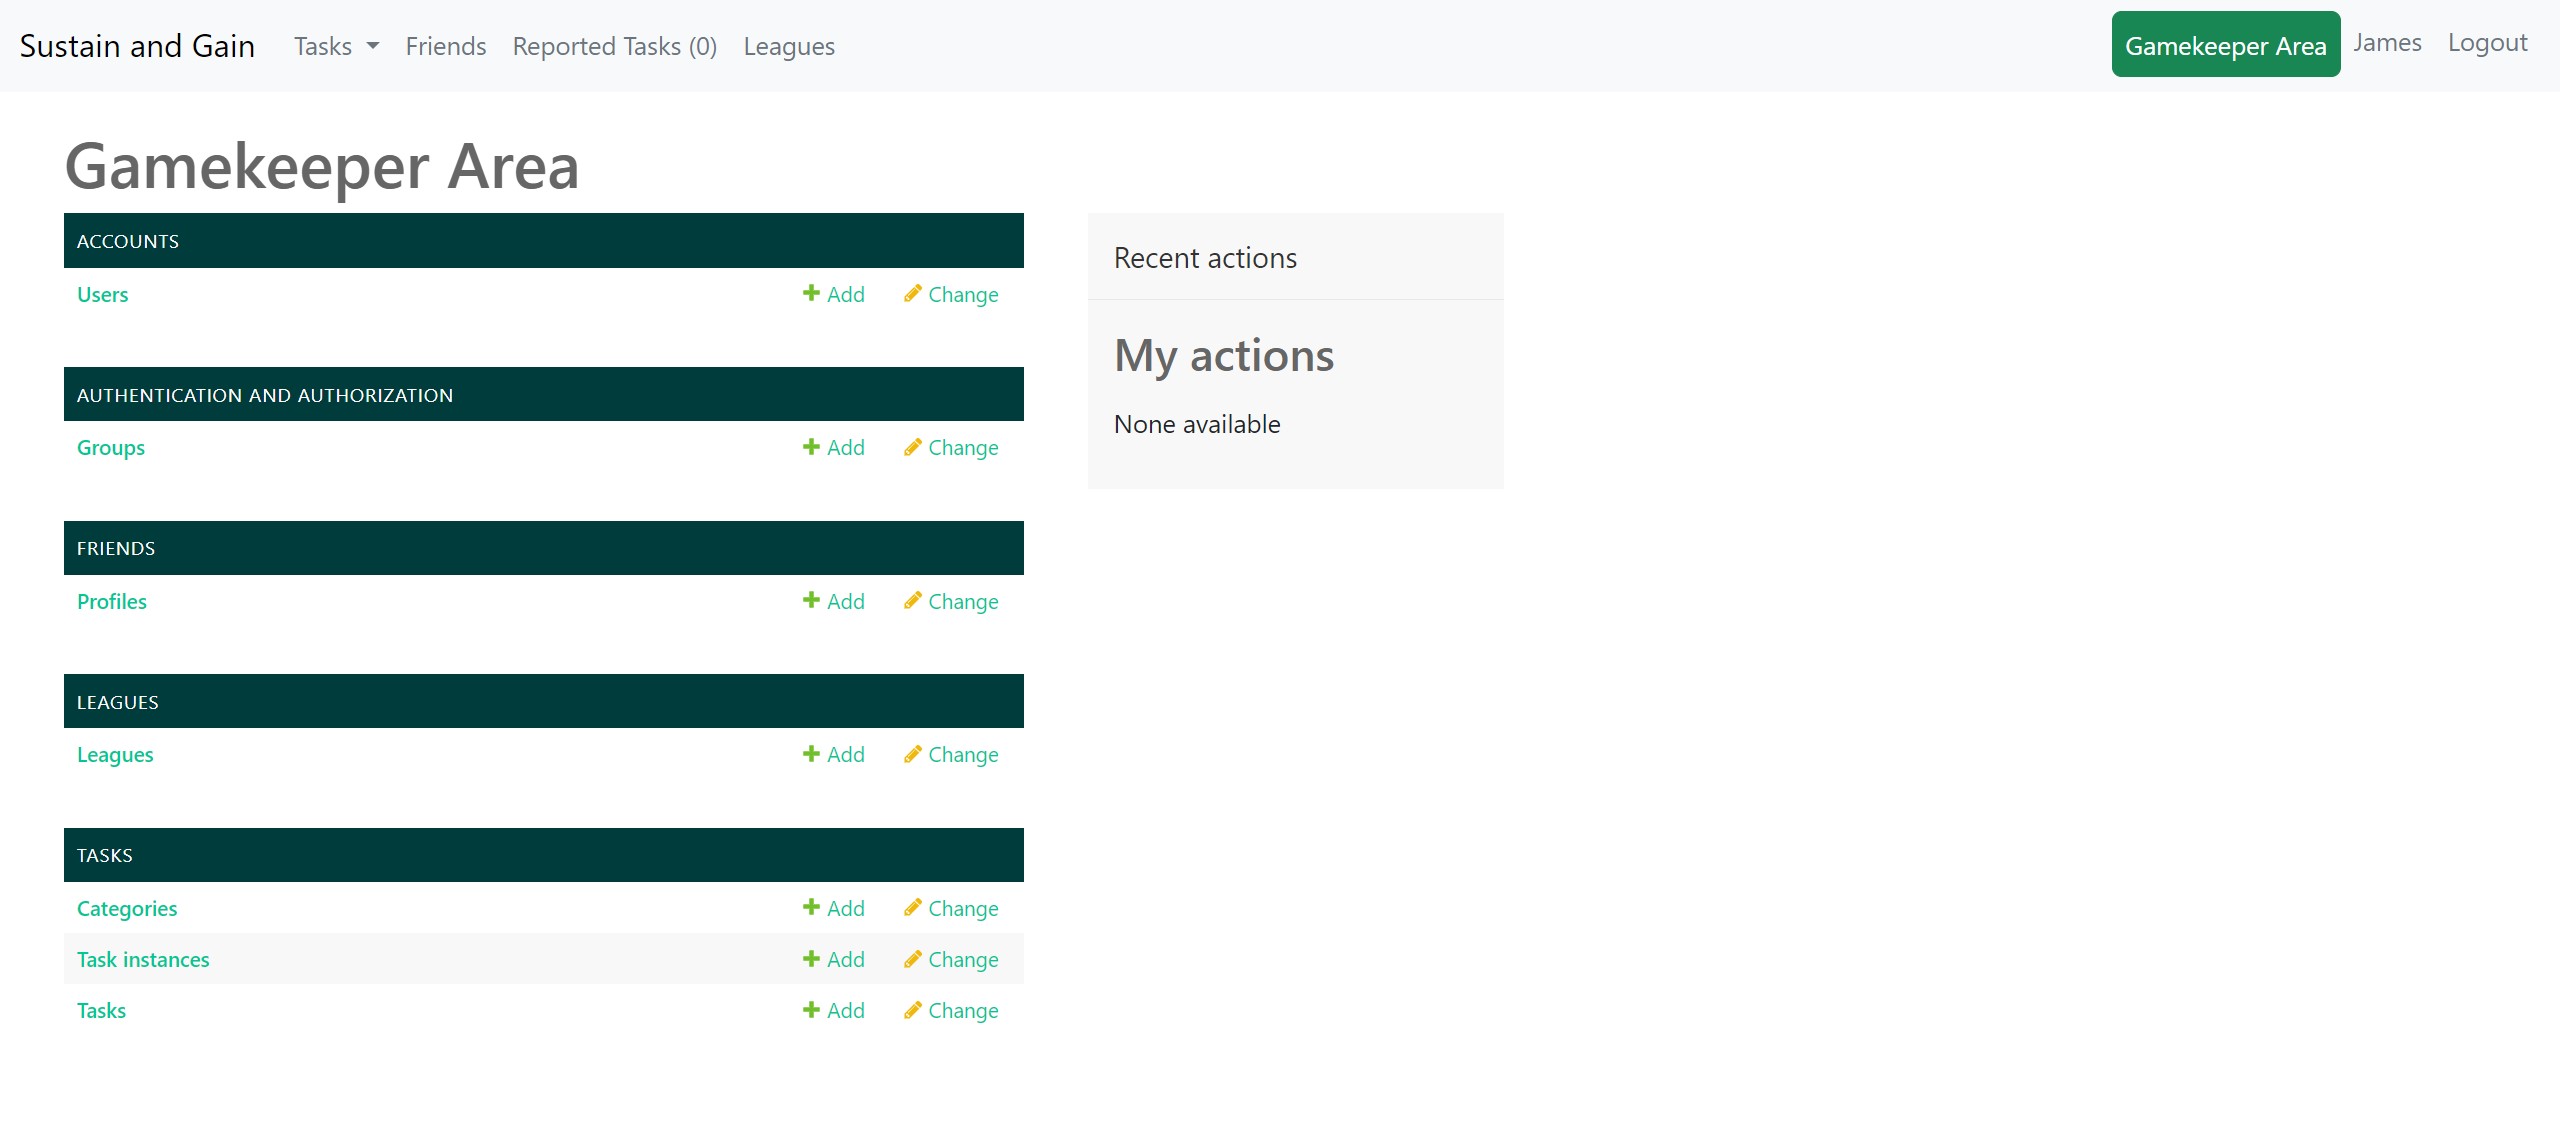 Sustain and Gain Tasks Friends Reported Tasks (0) Leagues Gamekeeper Area James Logout
Gamekeeper Area
ACCOUNTS
Users Add Change
AUTHENTICATION AND AUTHORIZATION
Groups Add Change
FRIENDS
Profiles Add Change
LEAGUES
Leagues Add Change
TASKS
Categories Add Change
Task instances Add Change
Tasks Add Change
Recent actions
My actions
None available